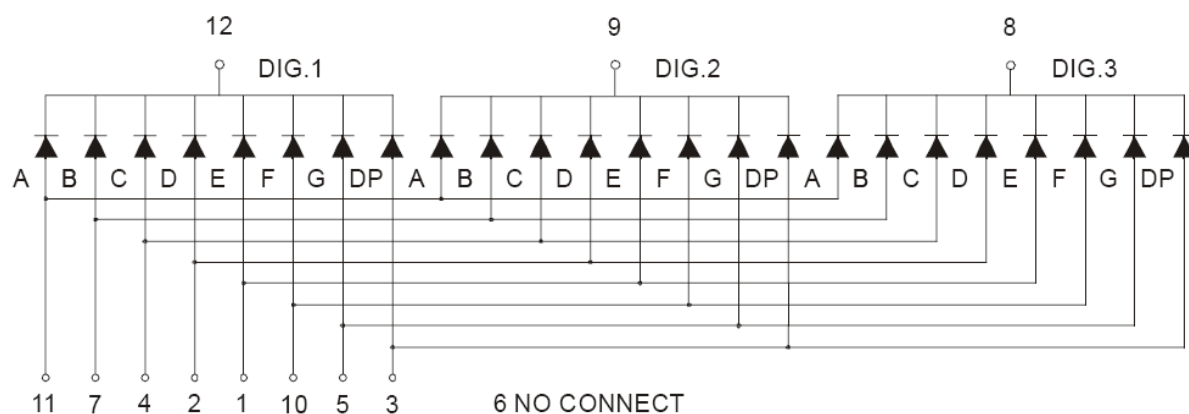 12 9 8
DIG.1 DIG.2 DIG.3
A B C D E F G DP A B C D E F G DP A B C D E F G DP
11 7 4 2 1 10 5 3 6 NO CONNECT